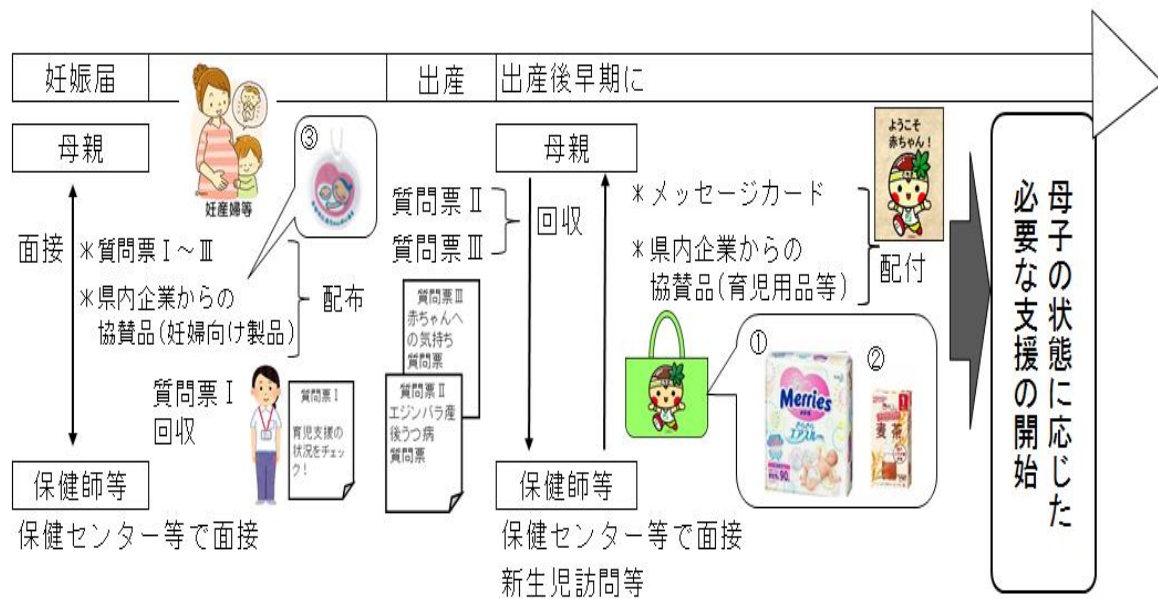 妊娠届
出産
出産後早期に
母親
妊産婦等
③
面接
＊質問票Ⅰ～Ⅲ
＊県内企業からの
協賛品(妊婦向け製品)
配布
質問票Ⅰ
回収
質問票Ⅰ
育児支援の
状況をチェッ
ク！
保健師等
保健センター等で面接
質問票Ⅱ
質問票Ⅲ
回収
質問票Ⅲ
赤ちゃんへ
の気持ち
質問票
質問票Ⅱ
エジンバラ産
後うつ病
質問票
母親
＊メッセージカード
＊県内企業からの
協賛品(育児用品等)
配付
ようこそ
赤ちゃん！
①
Merries
エアスルー
90
②
麦茶
保健師等
保健センター等で面接
新生児訪問等
母子の状態に応じた
必要な支援の開始